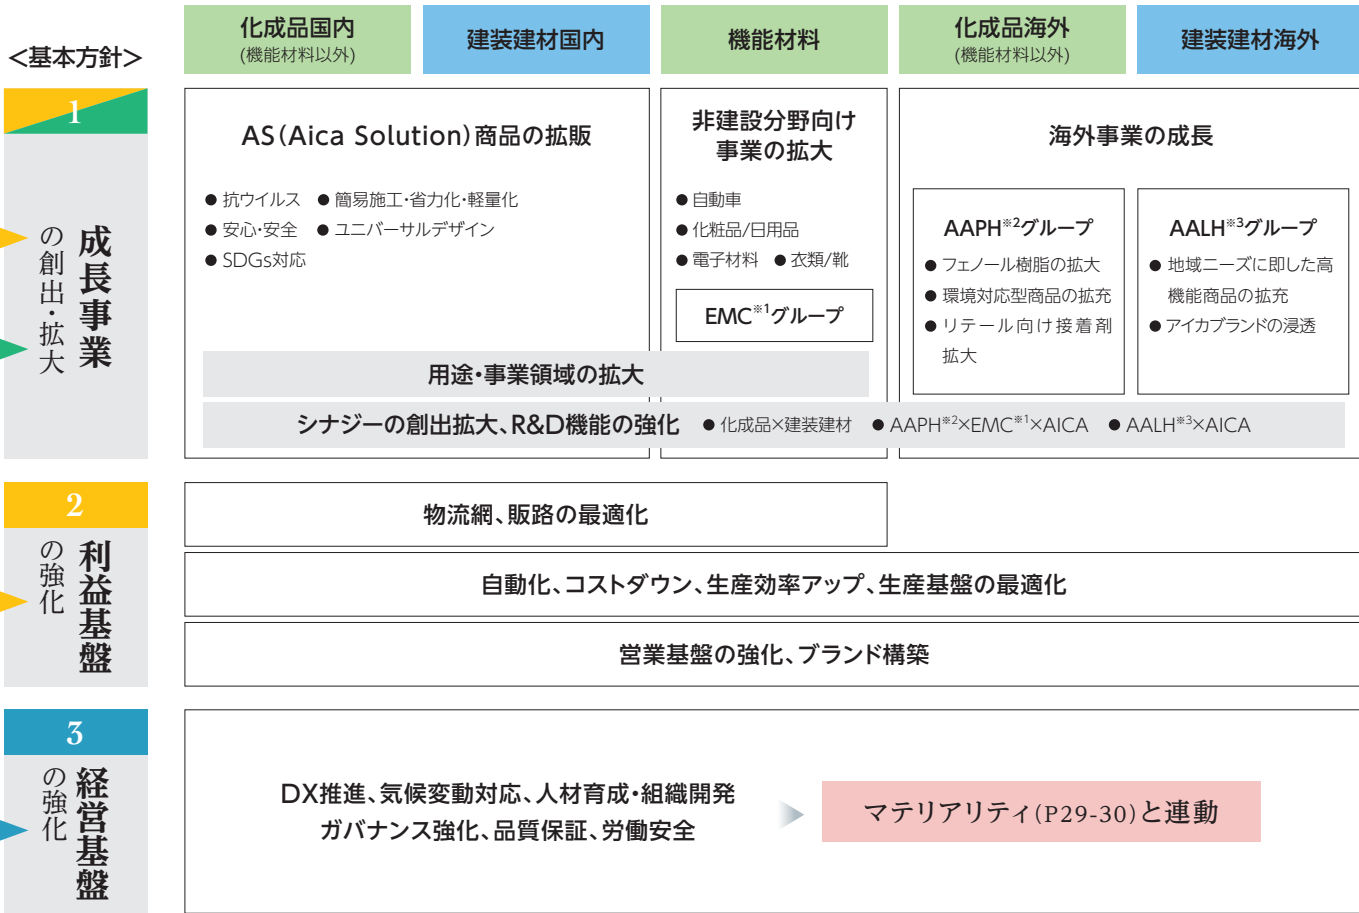 <基本方針>
化成品国内
(機能材料以外)
建装建材国内
機能材料
化成品海外
(機能材料以外)
建装建材海外
1
成長事業
の創出・拡大
AS(Aica Solution)商品の拡販
● 抗ウイルス ● 簡易施工・省力化・軽量化
● 安心・安全 ● ユニバーサルデザイン
● SDGs対応
非建設分野向け
事業の拡大
● 自動車
● 化粧品/日用品
● 電子材料 ● 衣類/靴
EMC※1グループ
海外事業の成長
AAPH※2グループ
● フェノール樹脂の拡大
● 環境対応型商品の拡充
● リテール向け接着剤
拡大
AALH※3グループ
● 地域ニーズに即した高
機能商品の拡充
● アイカブランドの浸透
用途・事業領域の拡大
シナジーの創出拡大、R&D機能の強化 ● 化成品×建装建材 ● AAPH※2×EMC※1×AICA ● AALH※3×AICA
2
利益基盤
の強化
物流網、販路の最適化
自動化、コストダウン、生産効率アップ、生産基盤の最適化
営業基盤の強化、ブランド構築
3
経営基盤
の強化
DX推進、気候変動対応、人材育成・組織開発
ガバナンス強化、品質保証、労働安全
マテリアリティ(P29-30)と連動